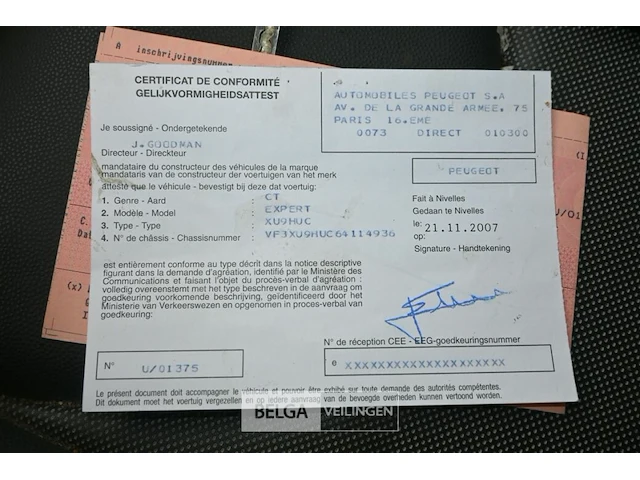 A inschrijvingsnummer
CERTIFICAT DE CONFORMITÉ
GELIJKVORMIGHEIDSATTEST
AUTOMOBILES PEUGEOT S.A
AV. DE LA GRANDE ARMEE, 75
PARIS 16.EME
0073 DIRECT 010300
Je soussigné - Ondergetekende
J.GOODMAN
Directeur - Direckteur
mandataire du constructeur des véhicules de la marque
mandataris van de constructeur der voertuigen van het merk
PEUGEOT
atteste que le véhicule - bevestigt bij deze dat voertuig:
1. Genre - Aard : CT
2. Modèle - Model : EXPERT
3. Type - Type : XU9HUC
4. N° de châssis - Chassisnummer : VF3XU9HUC64114936
Fait à Nivelles
Gedaan te Nivelles
le:
op: 21.11.2007
Signature - Handtekening
est entièrement conforme au type décrit dans la notice descriptive
figurant dans la demande d'agréation, identifié par le Ministère des
Communications et faisant l'objet du procès-verbal d'agréation :
volledig overeenstemt met het type beschreven in de aanvraag om
goedkeuring voorkomende beschrijving, geïdentificeerd door het
Ministerie van Verkeerswezen en opgenomen in proces-verbal van
goedkeuring:
N° de réception CEE - EEG-goedkeuringsnummer
N° U/01375
e XXXXXXXXXXXXXXXXXXXXX
Le présent document doit accompagner le véhicule et pouvoir être exhibé sur toute demande des autorités compétentes.
Dit dokument moet het voertuig vergezellen en op iedere aanvraag van de bevoegde overheden kunnen vertoond worden.
BELGA VEILINGEN